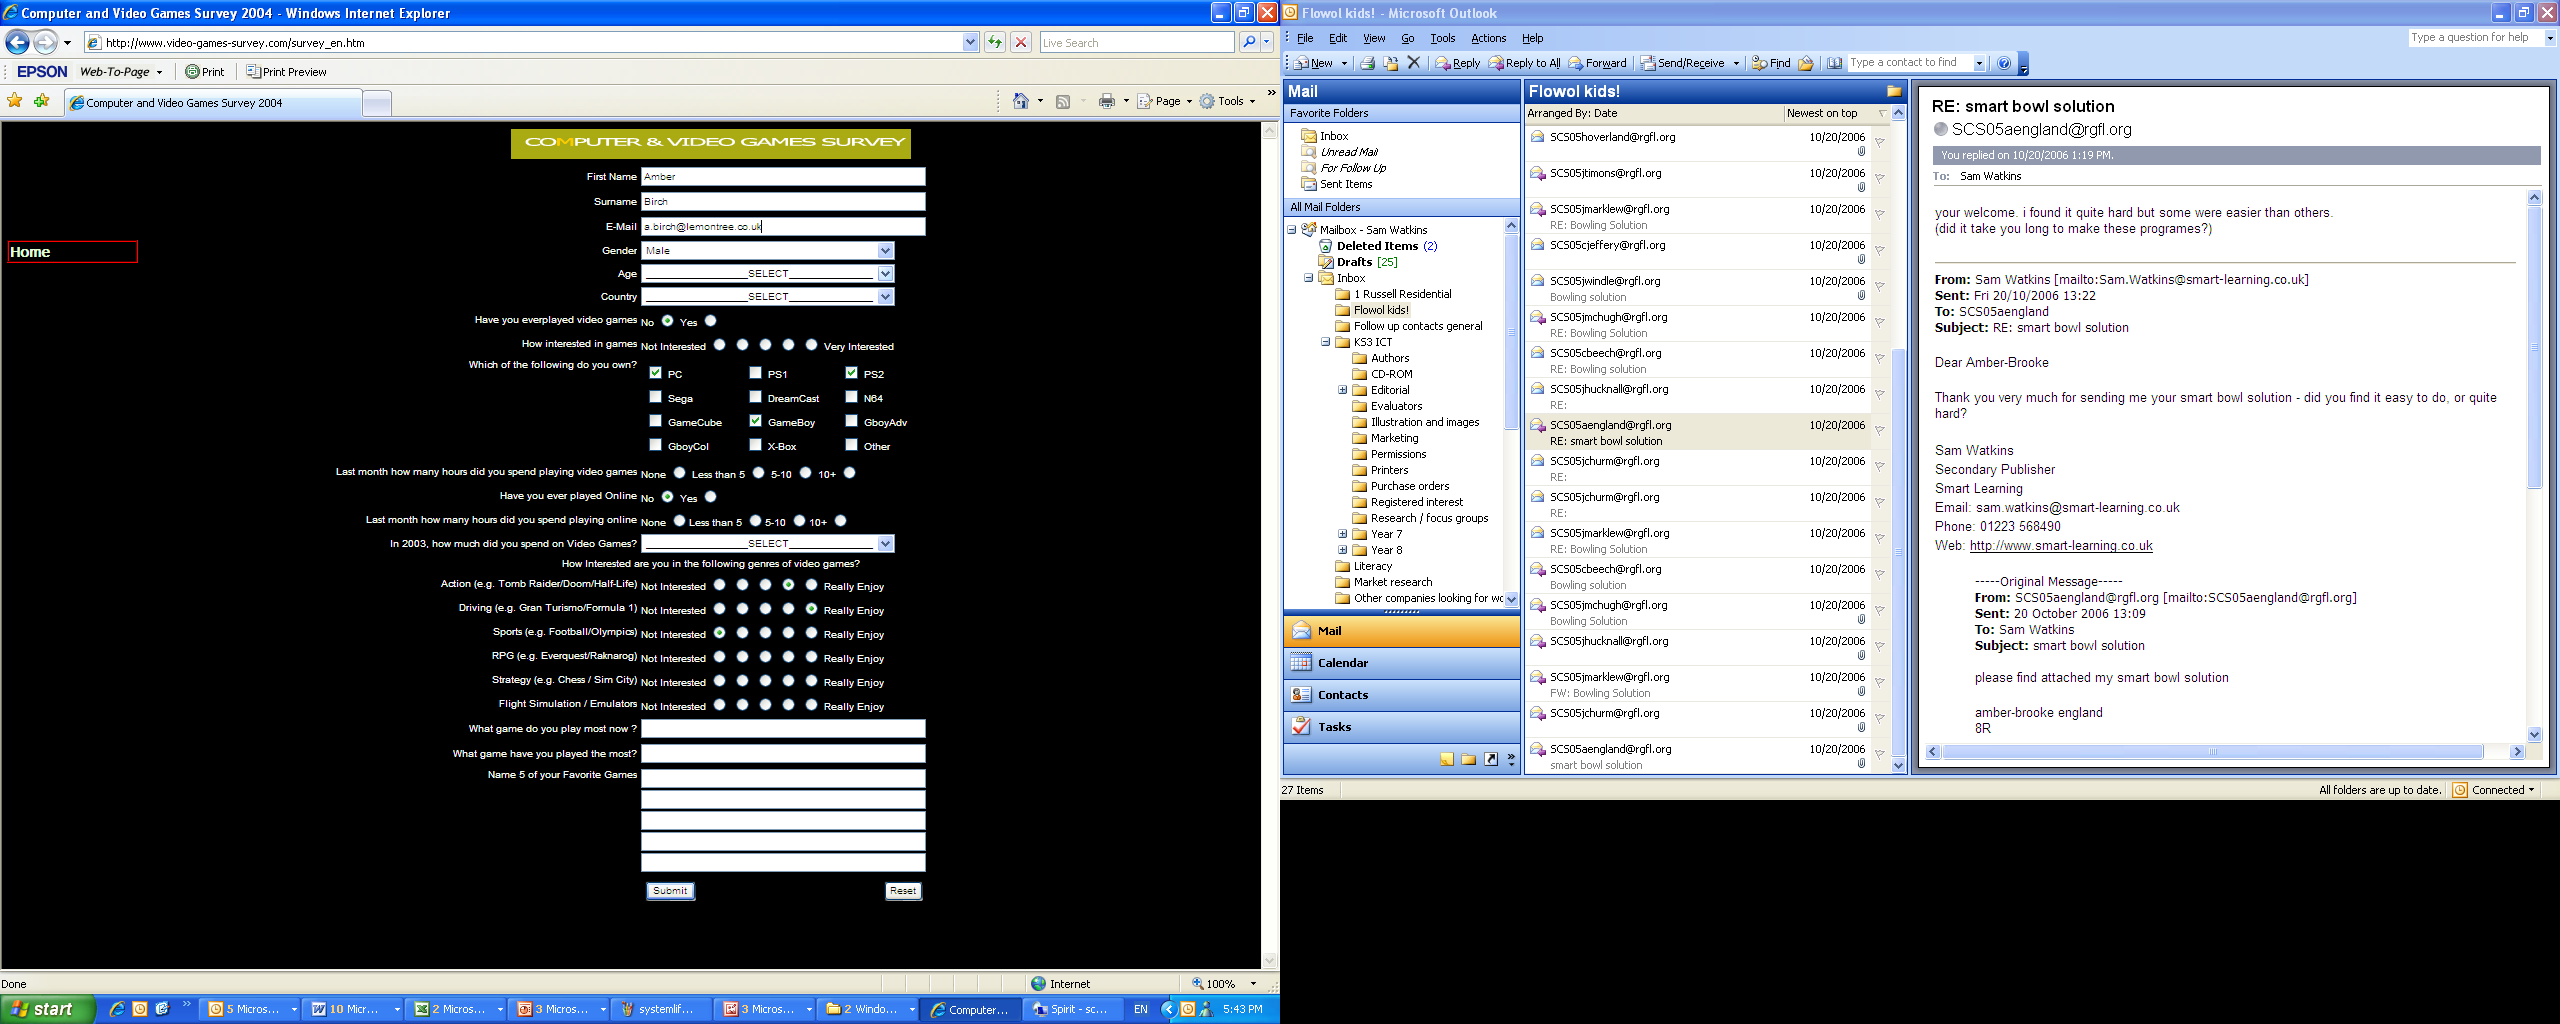 Computer and Video Games Survey 2004 - Windows Internet Explorer
http://www.video-games-survey.com/survey_en.htm
Live Search
EPSON Web-To-Page Print Print Preview
Computer and Video Games Survey 2004
Page Tools
COMPUTER & VIDEO GAMES SURVEY
Home
First Name Amber
Surname Birch
E-Mail a.birch@lemontree.co.uk
Gender Male
Age SELECT
Country SELECT
Have you everplayed video games No Yes
How interested in games Not Interested Very Interested
Which of the following do you own?
PC PS1 PS2
Sega DreamCast N64
GameCube GameBoy GboyAdv
GboyCol X-Box Other
Last month how many hours did you spend playing video games None Less than 5 5-10 10+
Have you ever played Online No Yes
Last month how many hours did you spend playing online None Less than 5 5-10 10+
In 2003, how much did you spend on Video Games? SELECT
How Interested are you in the following genres of video games?
Action (e.g. Tomb Raider/Doom/Half-Life) Not Interested Really Enjoy
Driving (e.g. Gran Turismo/Formula 1) Not Interested Really Enjoy
Sports (e.g. Football/Olympics) Not Interested Really Enjoy
RPG (e.g. Everquest/Raknarog) Not Interested Really Enjoy
Strategy (e.g. Chess / Sim City) Not Interested Really Enjoy
Flight Simulation / Emulators Not Interested Really Enjoy
What game do you play most now ?
What game have you played the most?
Name 5 of your Favorite Games
Submit Reset
Done Internet 100%
start 5 Micros... 10 Micr... 2 Micros... 3 Micros... systemlif... 3 Micros... 2 Windo... Computer... Spirit - sc... EN 5:43 PM
Flowol kids! - Microsoft Outlook
File Edit View Go Tools Actions Help
Type a question for help
New Reply Reply to All Forward Send/Receive Find Type a contact to find
Mail
Favorite Folders
Inbox
Unread Mail
For Follow Up
Sent Items
All Mail Folders
Mailbox - Sam Watkins
Deleted Items (2)
Drafts [25]
Inbox
1 Russell Residential
Flowol kids!
Follow up contacts general
KS3 ICT
Authors
CD-ROM
Editorial
Evaluators
Illustration and images
Marketing
Permissions
Printers
Purchase orders
Registered interest
Research / focus groups
Year 7
Year 8
Literacy
Market research
Other companies looking for wo
Mail
Calendar
Contacts
Tasks
Flowol kids!
Arranged By: Date Newest on top
SCS05hoverland@rgfl.org 10/20/2006
SCS05jtimons@rgfl.org 10/20/2006
SCS05jmarklew@rgfl.org 10/20/2006
RE: Bowling Solution
SCS05cjeffery@rgfl.org 10/20/2006
SCS05jwindle@rgfl.org 10/20/2006
Bowling solution
SCS05jmchugh@rgfl.org 10/20/2006
RE: Bowling Solution
SCS05cbeech@rgfl.org 10/20/2006
RE: Bowling solution
SCS05jhucknall@rgfl.org 10/20/2006
RE:
SCS05aengland@rgfl.org 10/20/2006
RE: smart bowl solution
SCS05jchurm@rgfl.org 10/20/2006
RE:
SCS05jchurm@rgfl.org 10/20/2006
RE:
SCS05jmarklew@rgfl.org 10/20/2006
RE: Bowling Solution
SCS05cbeech@rgfl.org 10/20/2006
Bowling solution
SCS05jmchugh@rgfl.org 10/20/2006
Bowling Solution
SCS05jhucknall@rgfl.org 10/20/2006
SCS05jmarklew@rgfl.org 10/20/2006
FW: Bowling Solution
SCS05jchurm@rgfl.org 10/20/2006
SCS05aengland@rgfl.org 10/20/2006
smart bowl solution
RE: smart bowl solution
SCS05aengland@rgfl.org
You replied on 10/20/2006 1:19 PM.
To: Sam Watkins
your welcome. i found it quite hard but some were easier than others.
(did it take you long to make these programes?)
From: Sam Watkins [mailto:Sam.Watkins@smart-learning.co.uk]
Sent: Fri 20/10/2006 13:22
To: SCS05aengland
Subject: RE: smart bowl solution
Dear Amber-Brooke
Thank you very much for sending me your smart bowl solution - did you find it easy to do, or quite
hard?
Sam Watkins
Secondary Publisher
Smart Learning
Email: sam.watkins@smart-learning.co.uk
Phone: 01223 568490
Web: http://www.smart-learning.co.uk
-----Original Message-----
From: SCS05aengland@rgfl.org [mailto:SCS05aengland@rgfl.org]
Sent: 20 October 2006 13:09
To: Sam Watkins
Subject: smart bowl solution
please find attached my smart bowl solution
amber-brooke england
8R
27 Items All folders are up to date. Connected